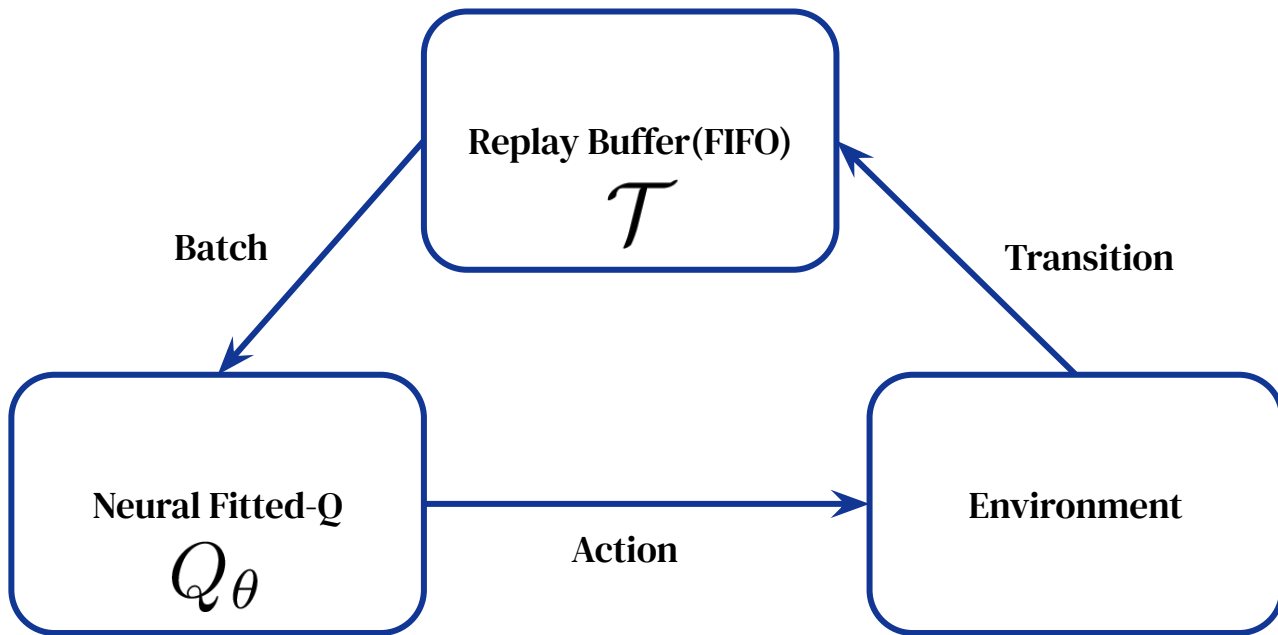 Replay Buffer(FIFO)
𝒯
Batch
Transition
Neural Fitted-Q
Q_θ
Action
Environment